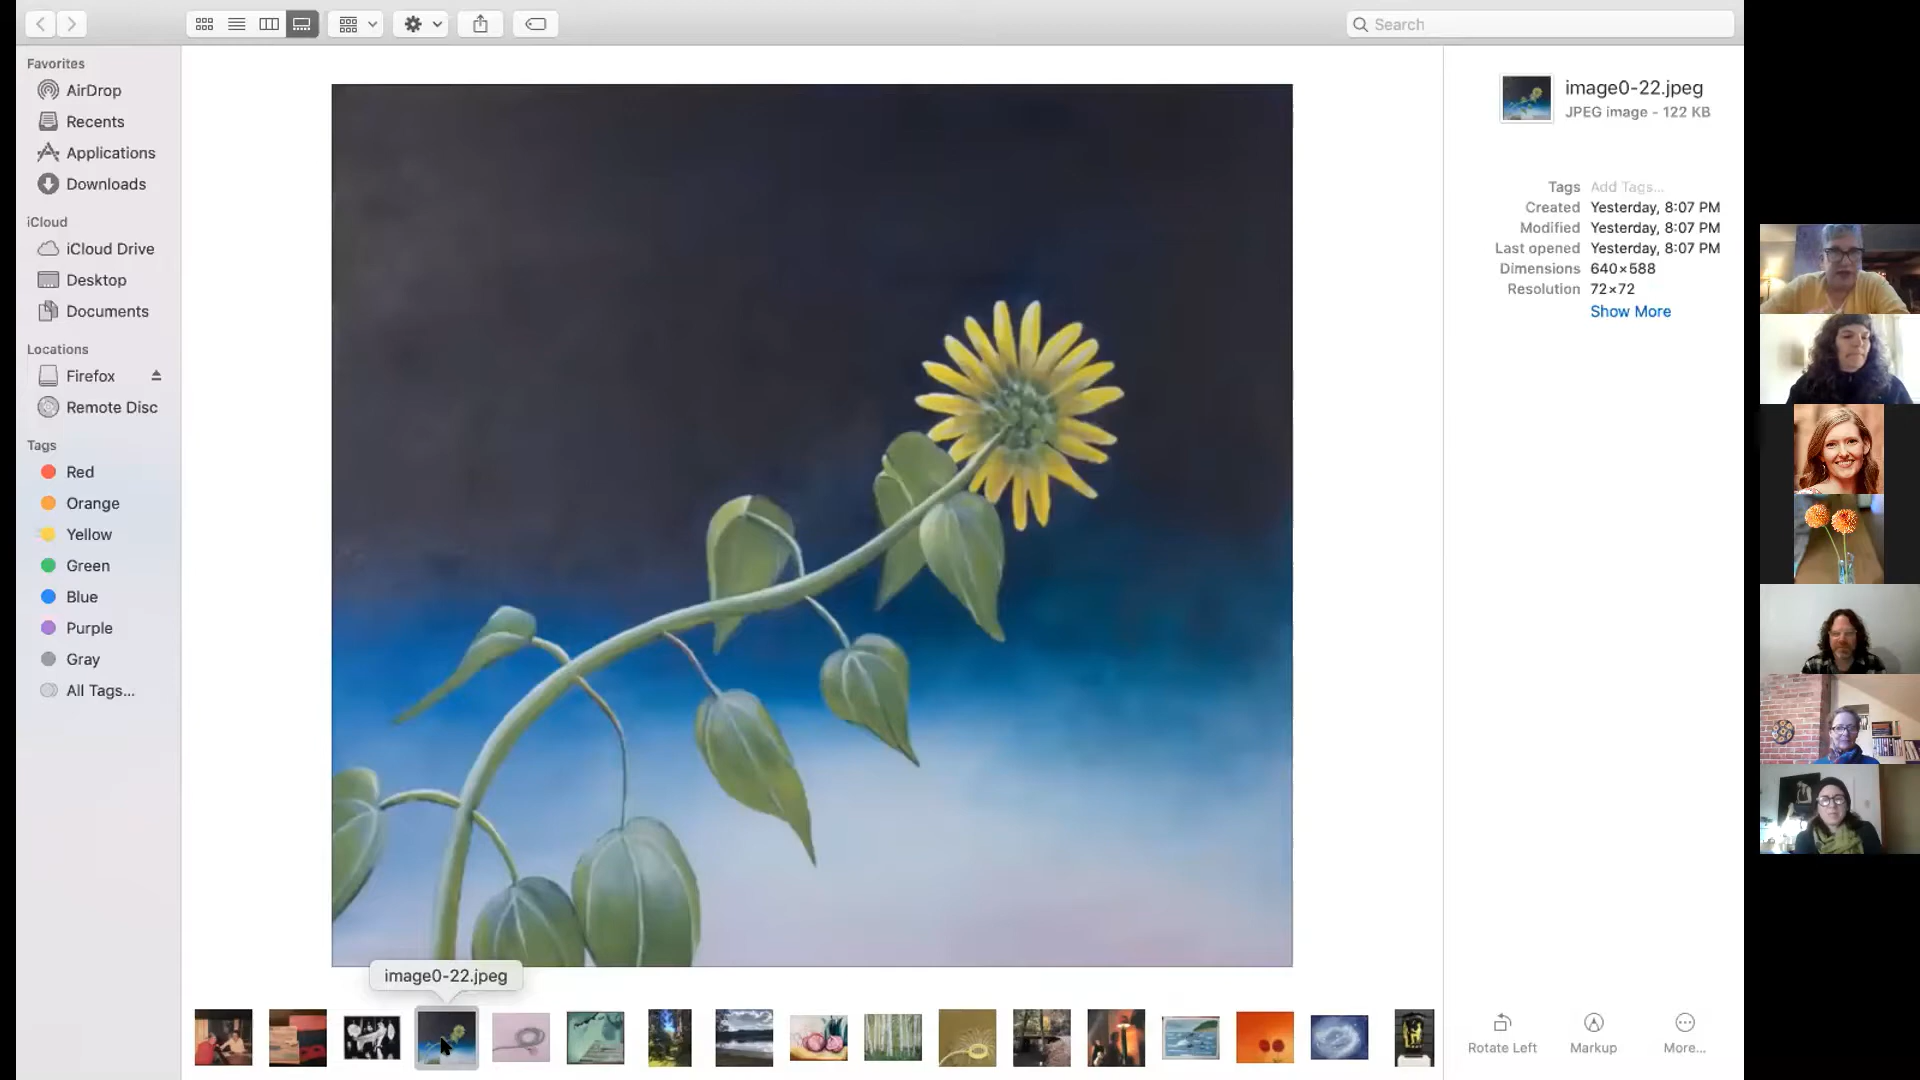 Search
Favorites
AirDrop
Recents
Applications
Downloads
iCloud
iCloud Drive
Desktop
Documents
Locations
Firefox
Remote Disc
Tags
Red
Orange
Yellow
Green
Blue
Purple
Gray
All Tags...
image0-22.jpeg
image0-22.jpeg
JPEG image - 122 KB
Tags Add Tags...
Created Yesterday, 8:07 PM
Modified Yesterday, 8:07 PM
Last opened Yesterday, 8:07 PM
Dimensions 640×588
Resolution 72×72
Show More
Rotate Left
Markup
More...